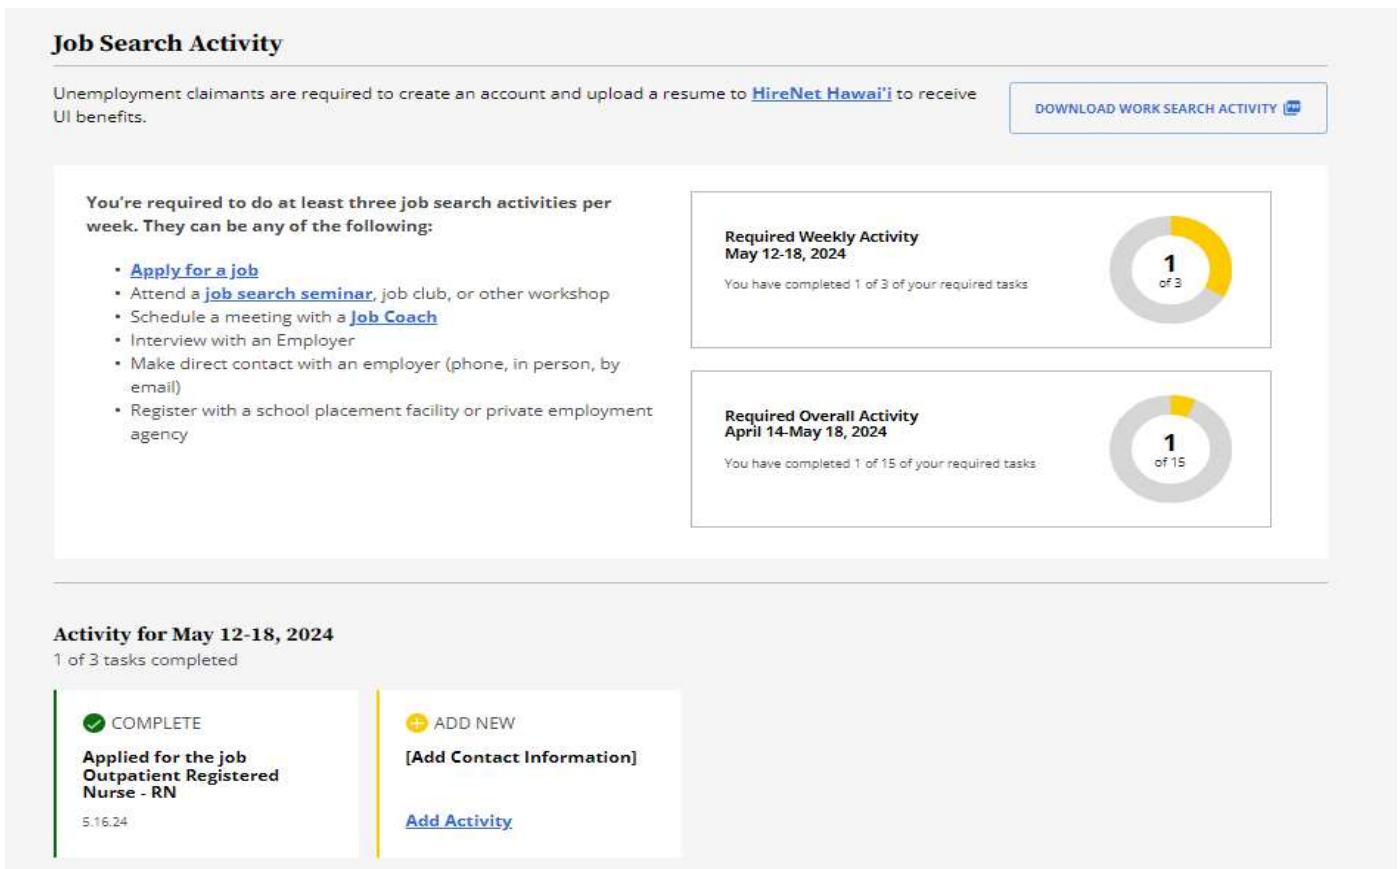 Job Search Activity
Unemployment claimants are required to create an account and upload a resume to HireNet Hawai'i to receive
UI benefits.
DOWNLOAD WORK SEARCH ACTIVITY
You're required to do at least three job search activities per
week. They can be any of the following:
• Apply for a job
• Attend a job search seminar, job club, or other workshop
• Schedule a meeting with a Job Coach
• Interview with an Employer
• Make direct contact with an employer (phone, in person, by
email)
• Register with a school placement facility or private employment
agency
Required Weekly Activity
May 12-18, 2024
You have completed 1 of 3 of your required tasks
1
of 3
Required Overall Activity
April 14-May 18, 2024
You have completed 1 of 15 of your required tasks
1
of 15
Activity for May 12-18, 2024
1 of 3 tasks completed
COMPLETE
Applied for the job
Outpatient Registered
Nurse - RN
5.16.24
ADD NEW
[Add Contact Information]
Add Activity